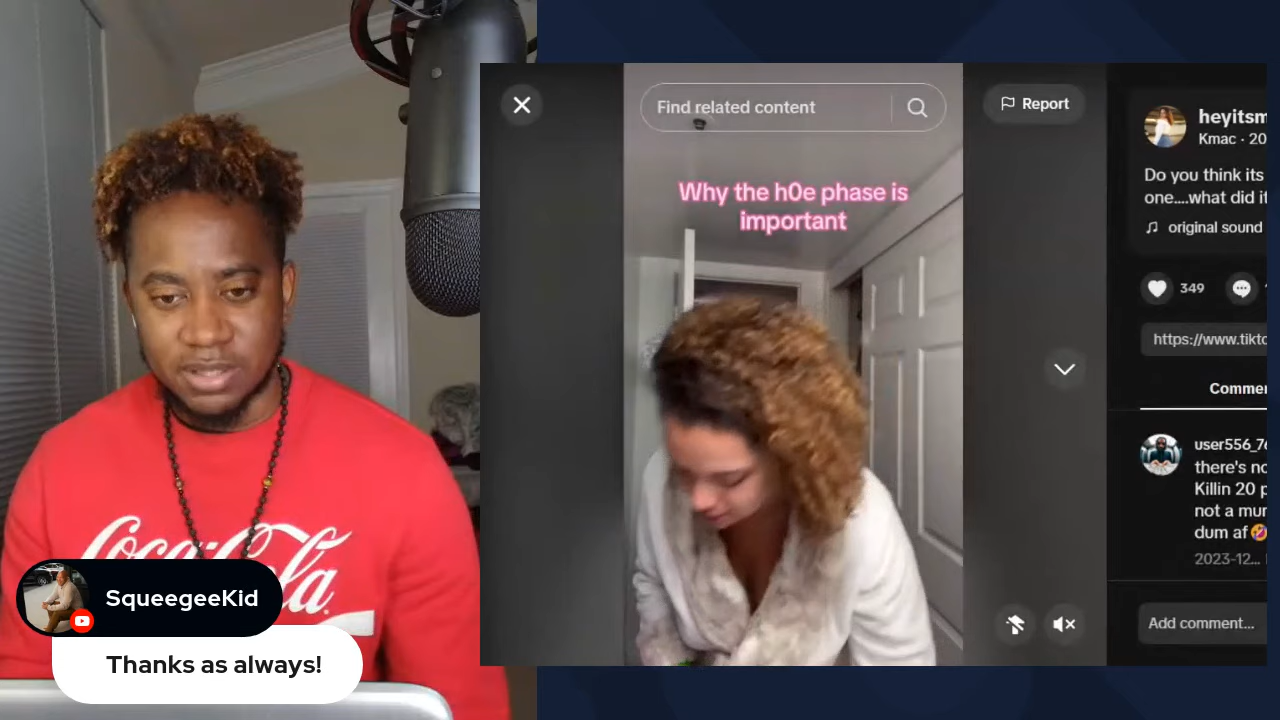 Find related content
Report
Why the h0e phase is
important
heyitsm
Kmac · 20
Do you think its
one....what did it
original sound
349
https://www.tikto
Comme
user556_7
there's no
Killin 20 p
not a mur
dum af
2023-12...
Add comment...
Coca-Cola
SqueegeeKid
Thanks as always!